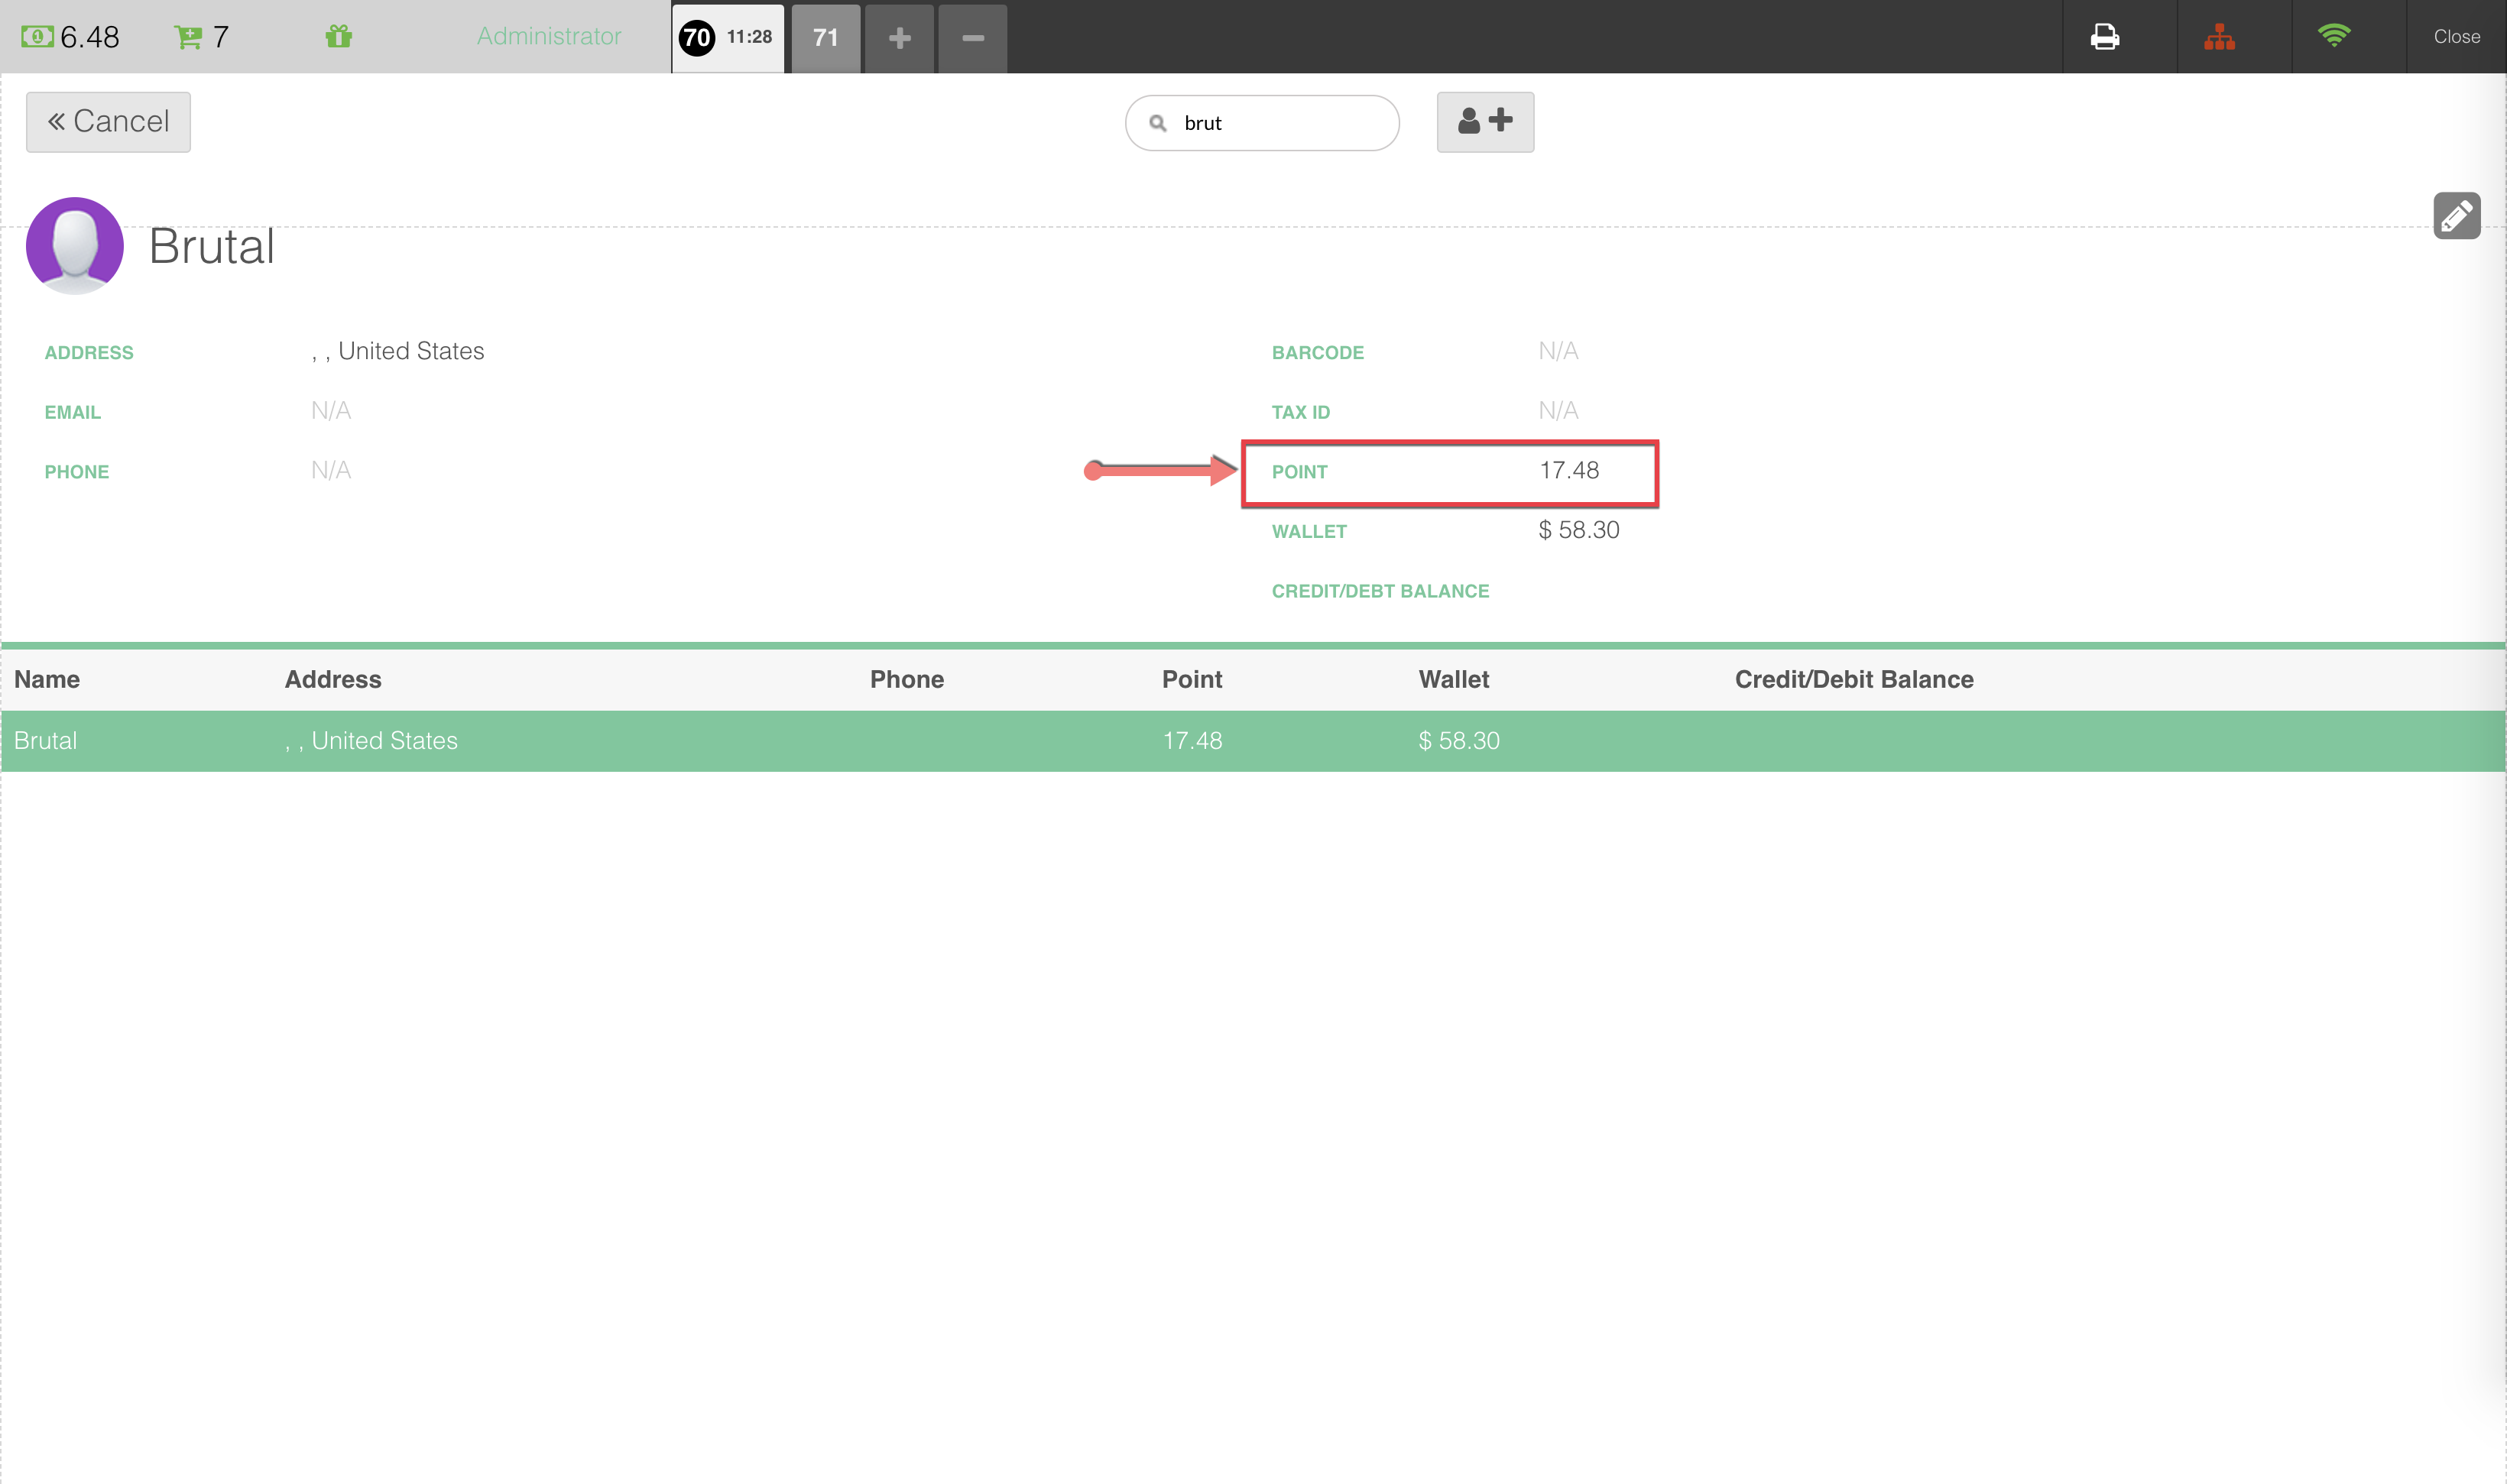 6.48 7 Administrator 70 11:28 71 Close
Cancel brut
Brutal
ADDRESS , , United States BARCODE N/A
EMAIL N/A TAX ID N/A
PHONE N/A POINT 17.48
WALLET $ 58.30
CREDIT/DEBT BALANCE
Name Address Phone Point Wallet Credit/Debit Balance
Brutal , , United States 17.48 $ 58.30